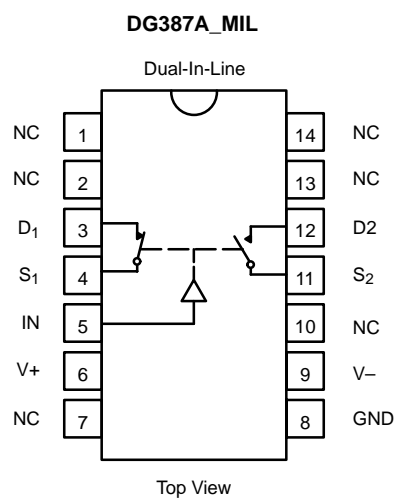 DG387A_MIL
Dual-In-Line
NC 1 14 NC
NC 2 13 NC
D1 3 12 D2
S1 4 11 S2
IN 5 10 NC
V+ 6 9 V–
NC 7 8 GND
Top View